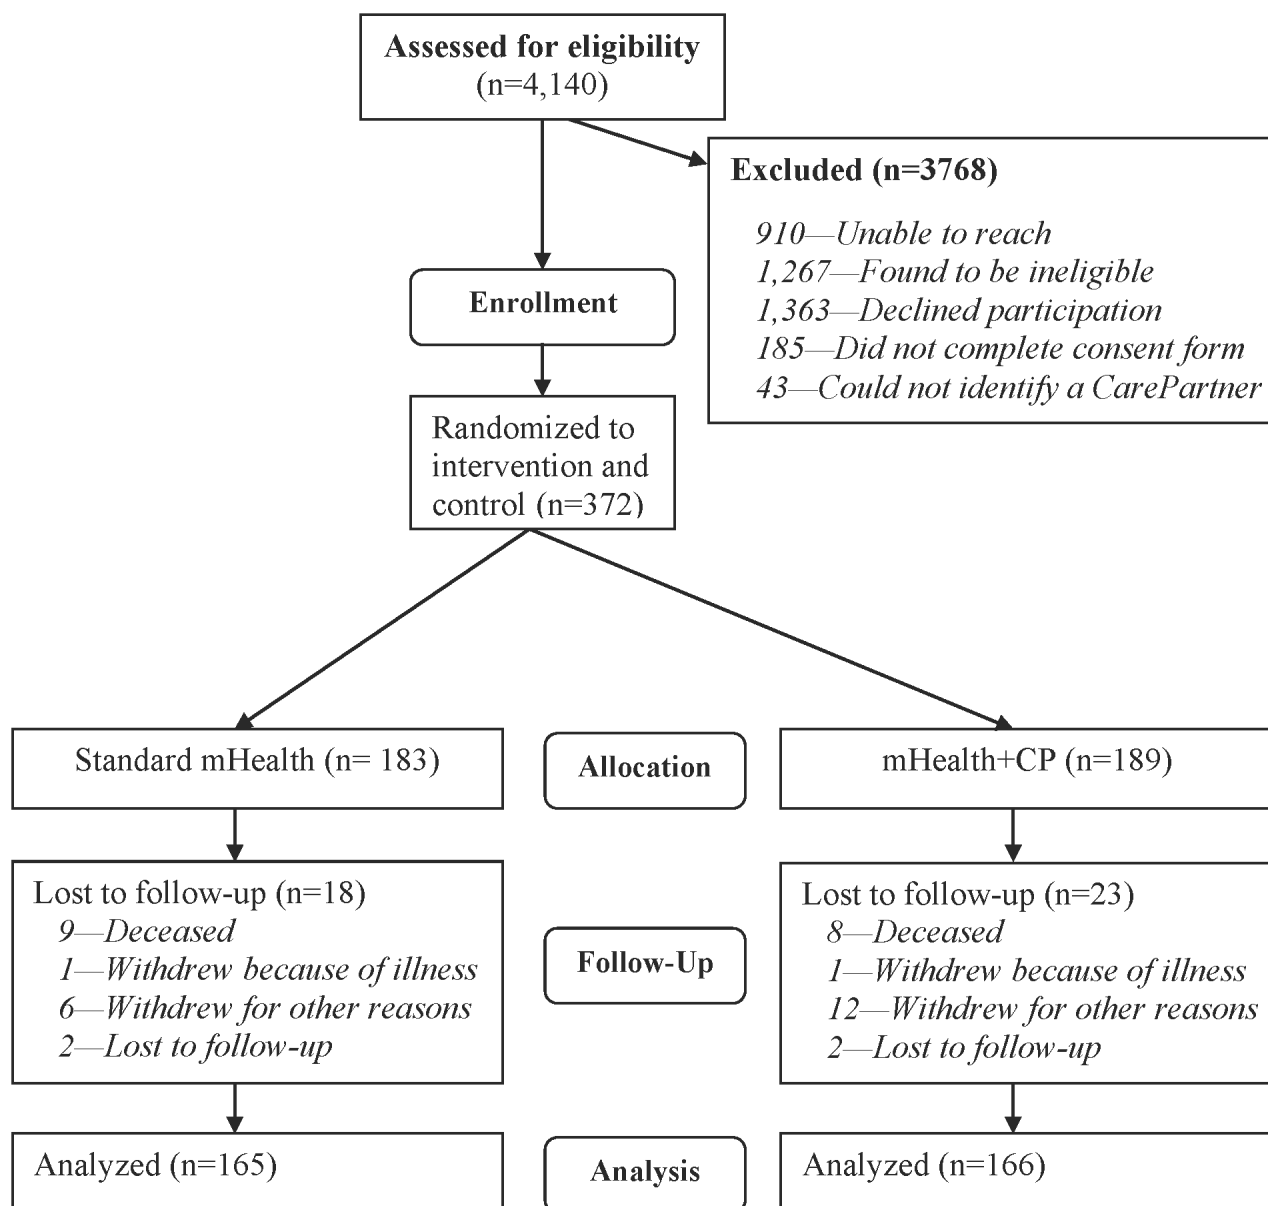 Assessed for eligibility
(n=4,140)
Excluded (n=3768)
910—Unable to reach
1,267—Found to be ineligible
1,363—Declined participation
185—Did not complete consent form
43—Could not identify a CarePartner
Enrollment
Randomized to
intervention and
control (n=372)
Standard mHealth (n= 183)
Allocation
mHealth+CP (n=189)
Lost to follow-up (n=18)
9—Deceased
1—Withdrew because of illness
6—Withdrew for other reasons
2—Lost to follow-up
Follow-Up
Lost to follow-up (n=23)
8—Deceased
1—Withdrew because of illness
12—Withdrew for other reasons
2—Lost to follow-up
Analyzed (n=165)
Analysis
Analyzed (n=166)